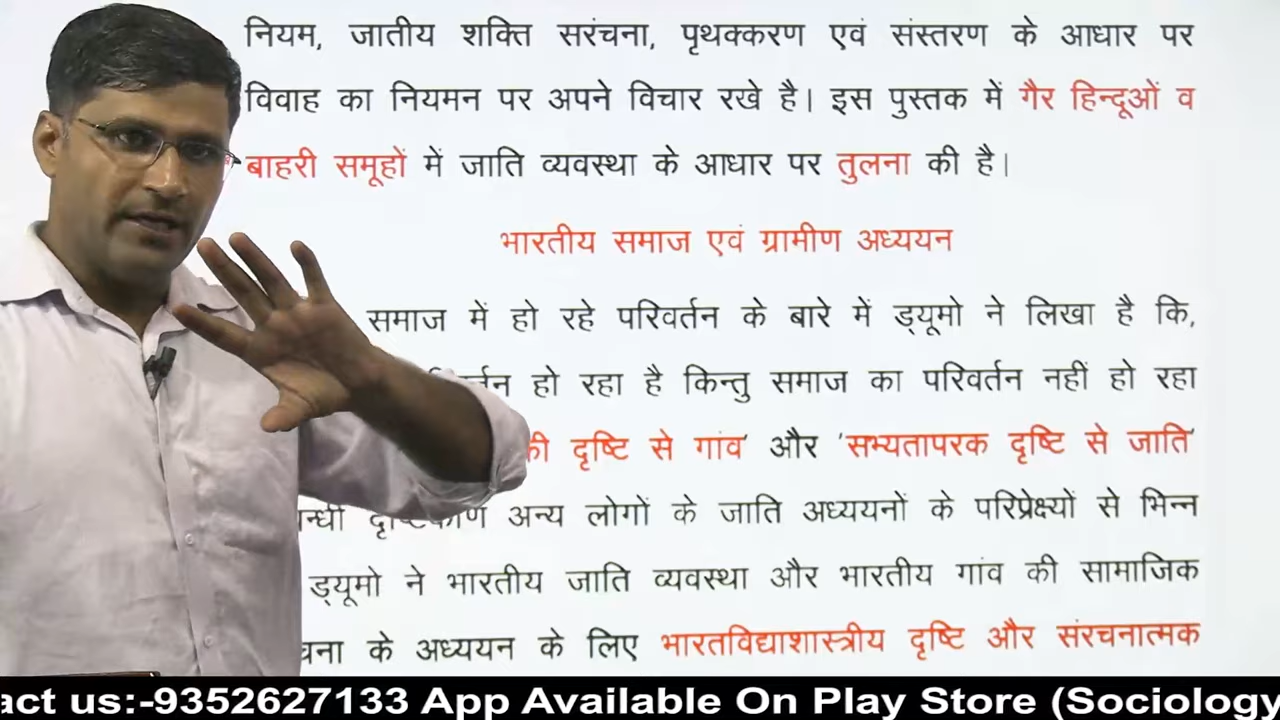 नियम, जातीय शक्ति सरंचना, पृथक्करण एवं संस्तरण के आधार पर
विवाह का नियमन पर अपने विचार रखे है। इस पुस्तक में गैर हिन्दूओं व
बाहरी समूहों में जाति व्यवस्था के आधार पर तुलना की है।
भारतीय समाज एवं ग्रामीण अध्ययन
समाज में हो रहे परिवर्तन के बारे में ड्यूमो ने लिखा है कि,
हो रहा है किन्तु समाज का परिवर्तन नहीं हो रहा
की दृष्टि से गांव' और 'सभ्यतापरक दृष्टि से जाति'
अन्य लोगों के जाति अध्ययनों के परिप्रेक्ष्यों से भिन्न
ड्यूमो ने भारतीय जाति व्यवस्था और भारतीय गांव की सामाजिक
के अध्ययन के लिए भारतविद्याशास्त्रीय दृष्टि और संरचनात्मक
act us:-9352627133 App Available On Play Store (Sociology